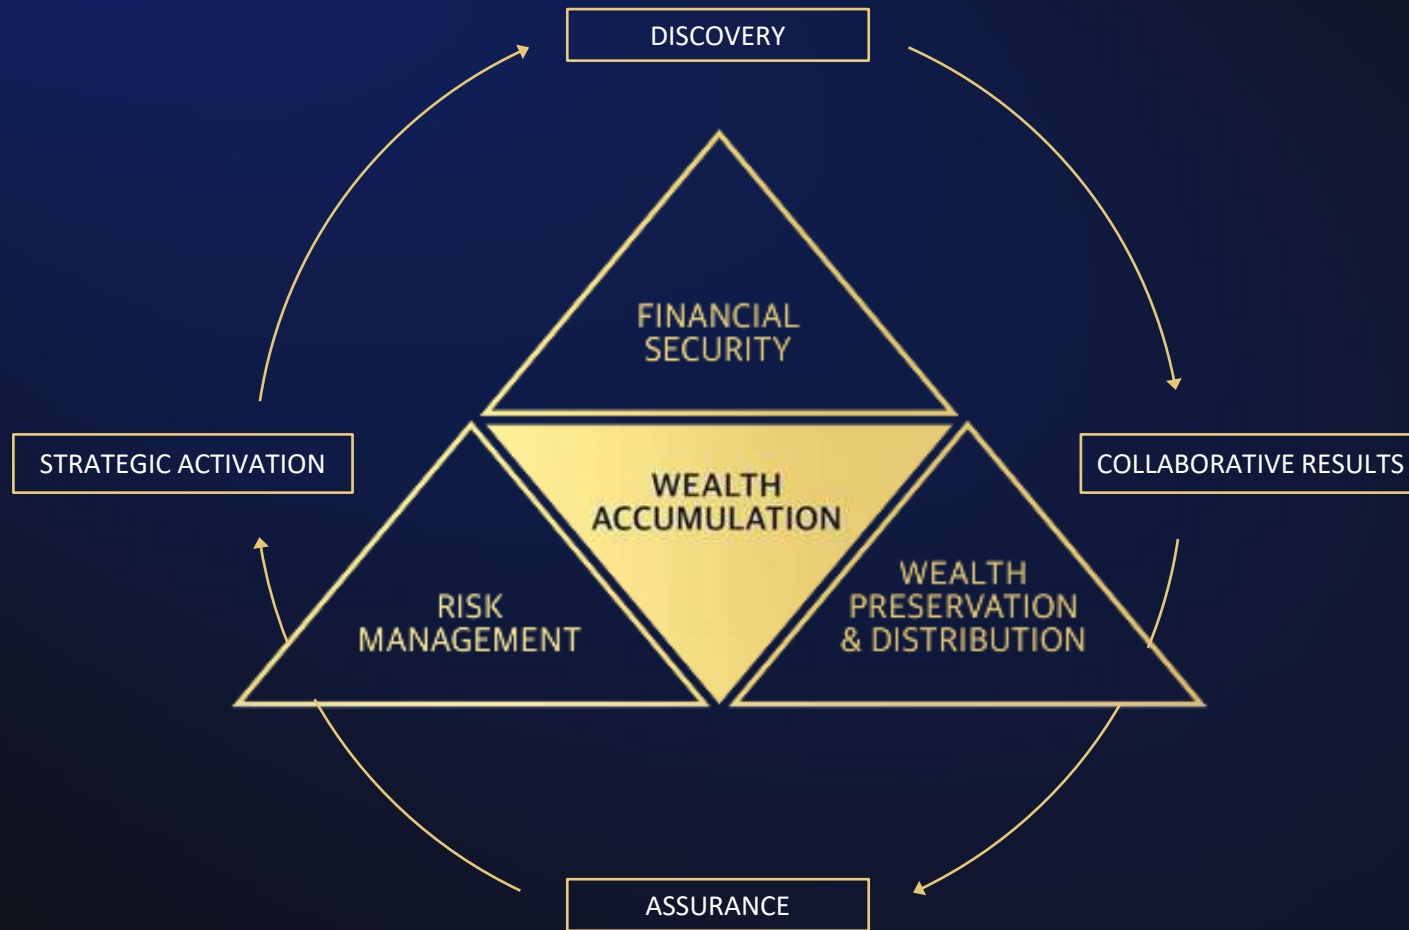 DISCOVERY
FINANCIAL
SECURITY
STRATEGIC ACTIVATION
WEALTH
ACCUMULATION
COLLABORATIVE RESULTS
RISK
MANAGEMENT
WEALTH
PRESERVATION
& DISTRIBUTION
ASSURANCE